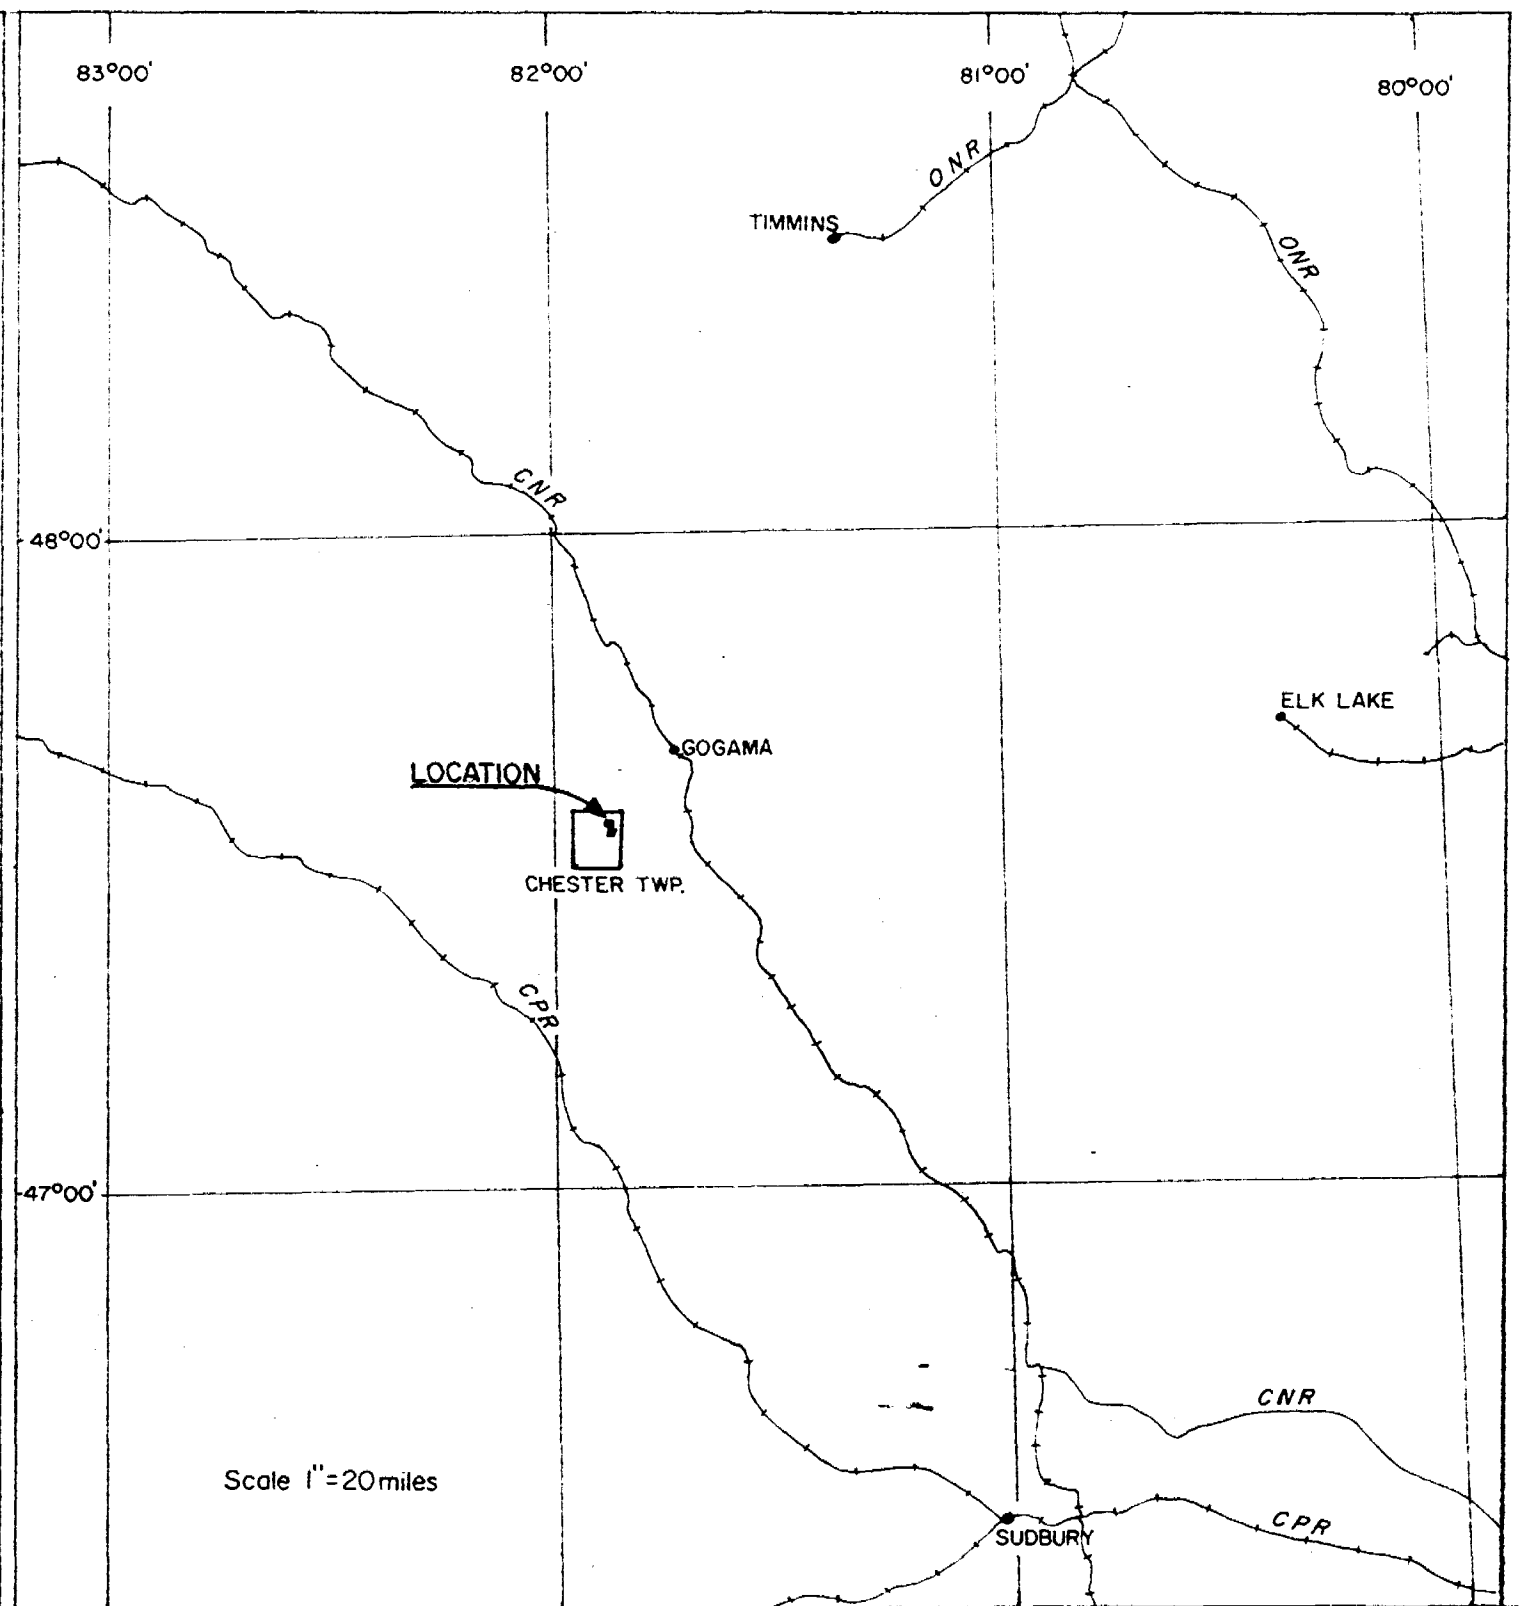 83°00'
82°00'
81°00'
80°00'
ONR
TIMMINS
ONR
CNR
48°00'
ELK LAKE
GOGAMA
LOCATION
CHESTER TWP.
CPR
47°00'
CNR
Scale 1"=20miles
CPR
SUDBURY